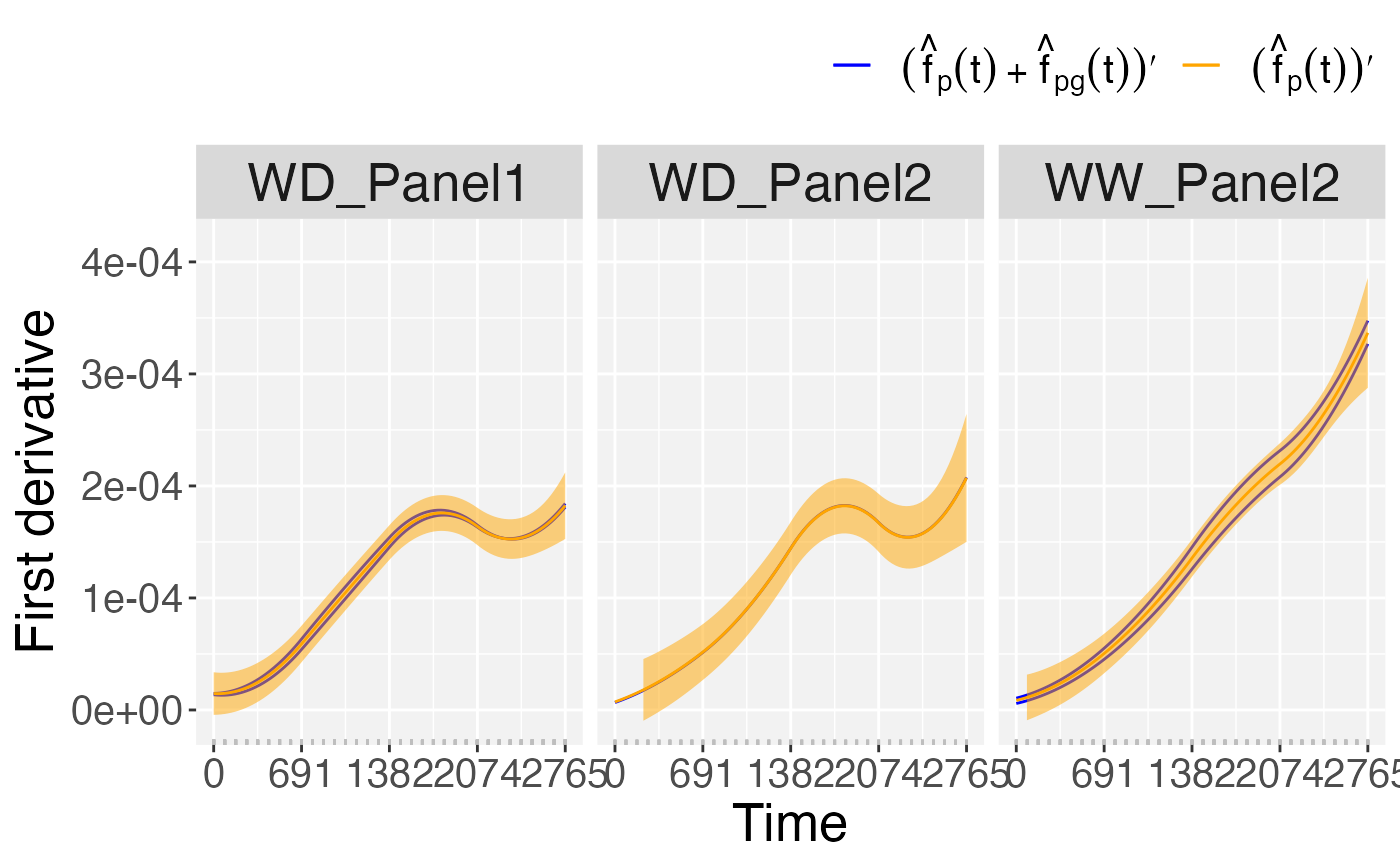 (f̂p(t) + f̂pg(t))′ (f̂p(t))′
WD_Panel1 WD_Panel2 WW_Panel2
4e-04
3e-04
2e-04
1e-04
0e+00
First derivative
0 691 1382 2074 2765 0 691 1382 2074 2765 0 691 1382 2074 2765
Time